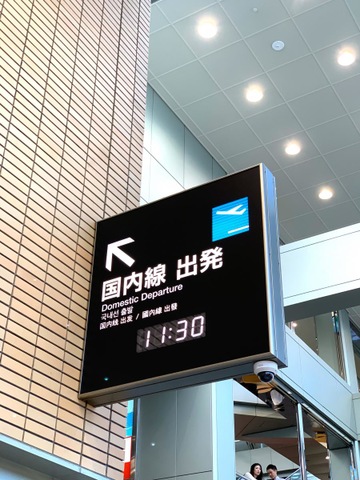 国内線 出発
Domestic Departure
국내선 출발
国内线 出发 / 國內線 出發
11:30